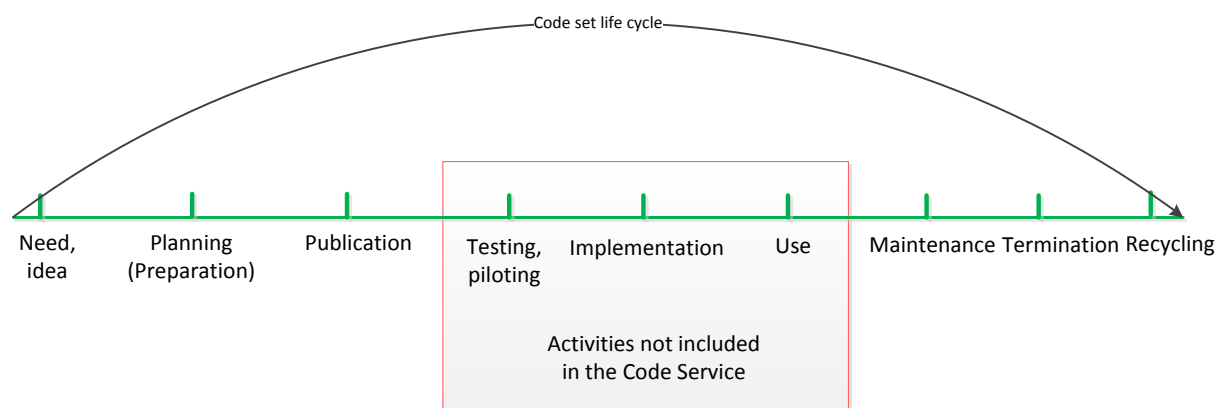 Code set life cycle
Need,
idea
Planning
(Preparation)
Publication
Testing,
piloting
Implementation
Use
Maintenance
Termination
Recycling
Activities not included
in the Code Service